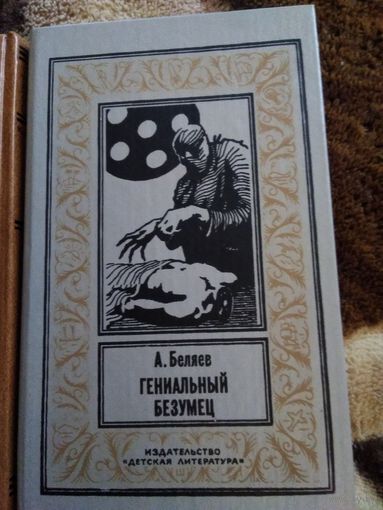 А. Беляев
ГЕНИАЛЬНЫЙ
БЕЗУМЕЦ
ИЗДАТЕЛЬСТВО
«ДЕТСКАЯ ЛИТЕРАТУРА»